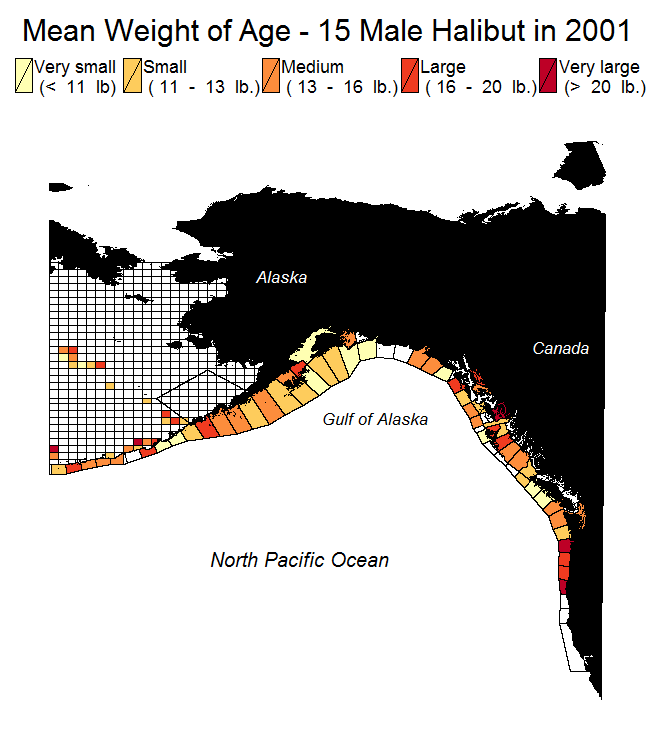 Mean Weight of Age - 15 Male Halibut in 2001
Very small Small Medium Large Very large
(< 11 lb) ( 11 - 13 lb.) ( 13 - 16 lb.) ( 16 - 20 lb.) (> 20 lb.)
Alaska
Canada
Gulf of Alaska
North Pacific Ocean